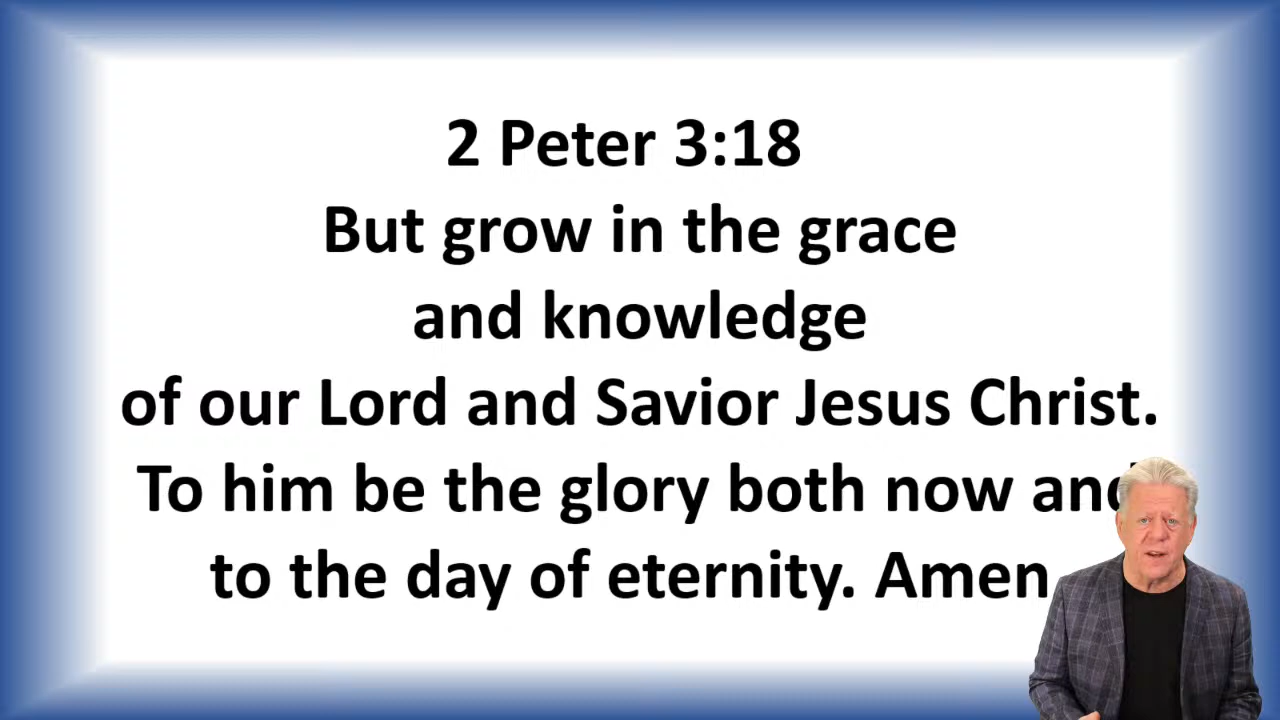 2 Peter 3:18
But grow in the grace
and knowledge
of our Lord and Savior Jesus Christ.
To him be the glory both now and
to the day of eternity. Amen